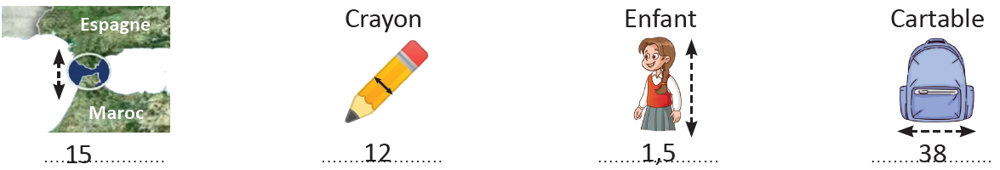 Espagne
Maroc
15
Crayon
12
Enfant
1,5
Cartable
38